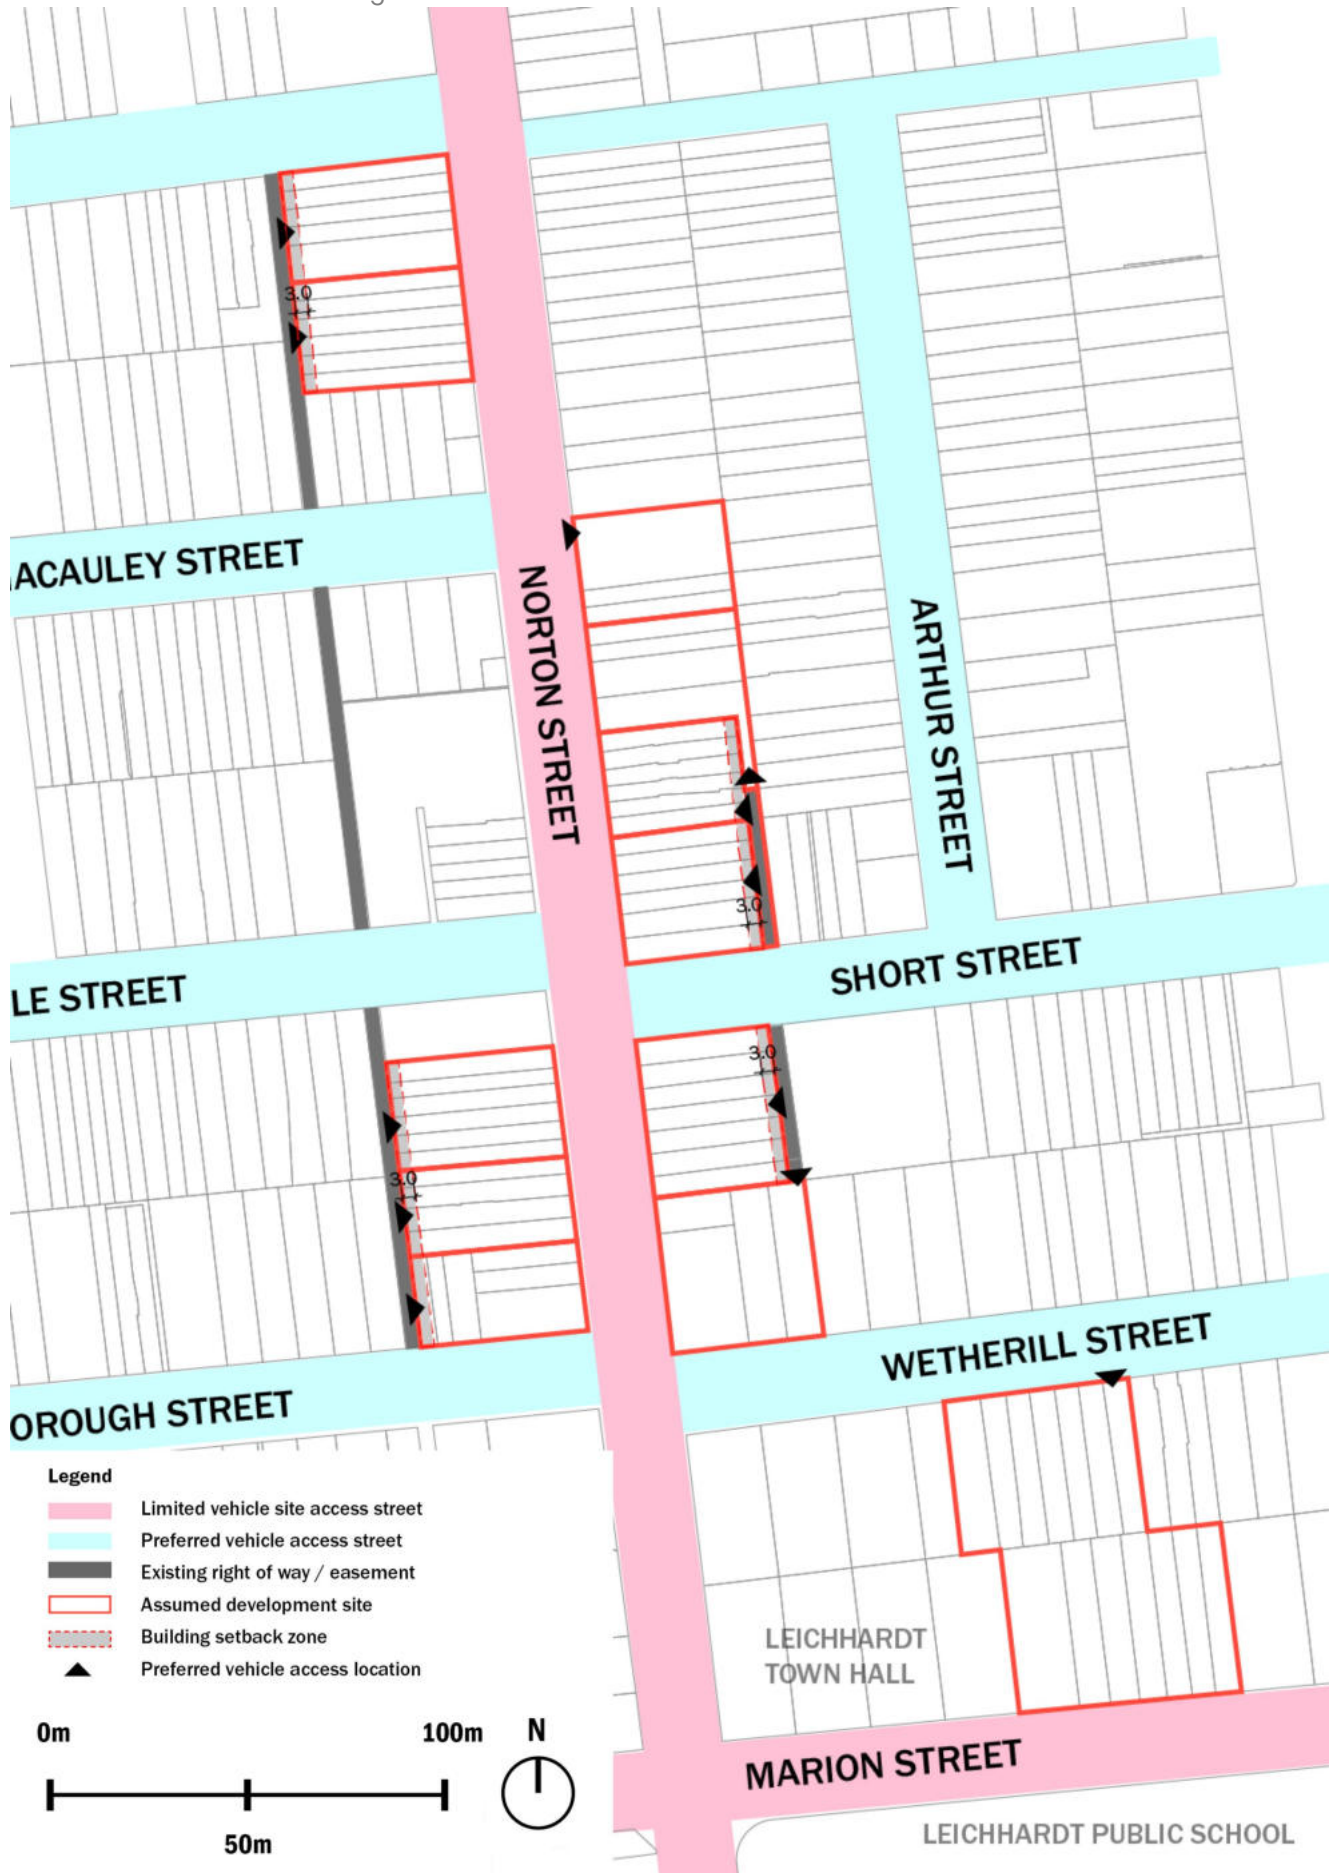 3.0
ACAULEY STREET
NORTON STREET
ARTHUR STREET
3.0
LE STREET
SHORT STREET
3.0
3.0
WETHERILL STREET
OROUGH STREET
Legend
Limited vehicle site access street
Preferred vehicle access street
Existing right of way / easement
Assumed development site
Building setback zone
Preferred vehicle access location
LEICHHARDT
TOWN HALL
0m
100m
N
50m
MARION STREET
LEICHHARDT PUBLIC SCHOOL